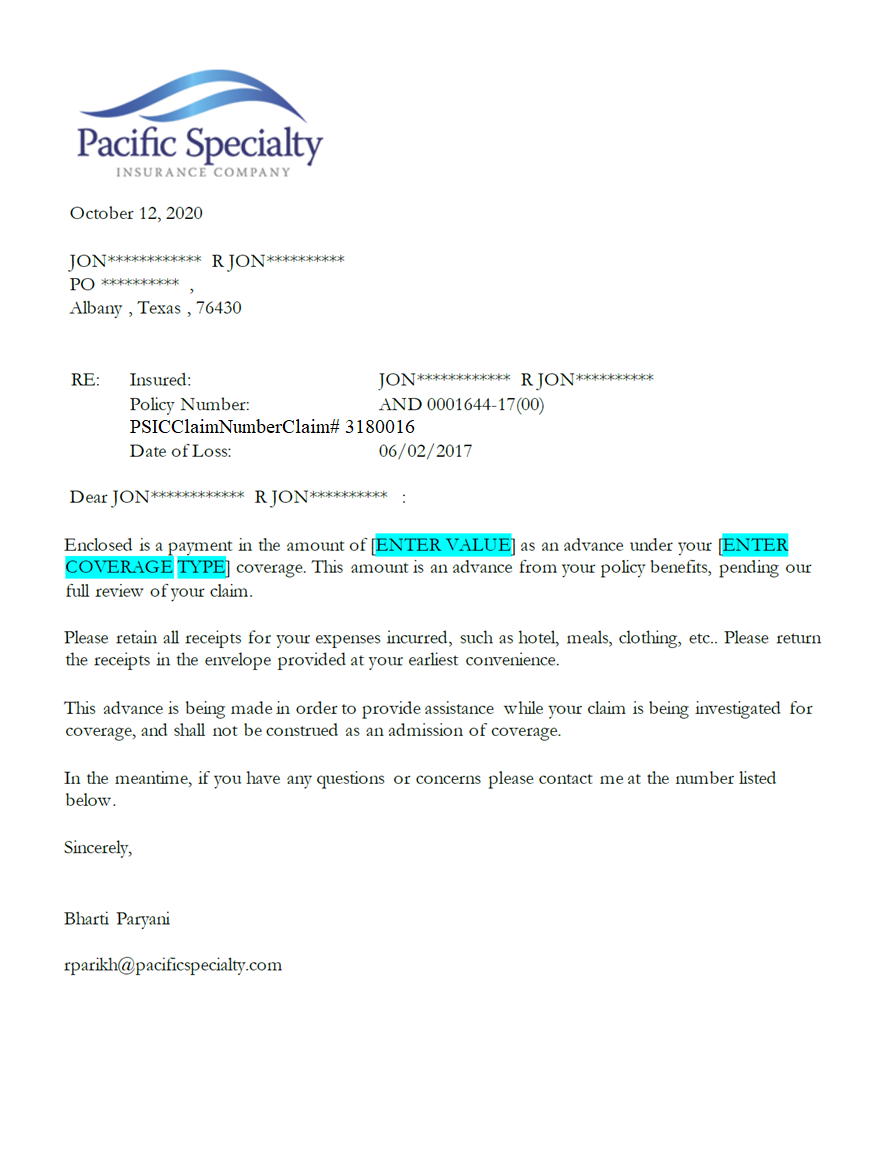 Pacific Specialty
INSURANCE COMPANY
October 12, 2020
JON************ R JON**********
PO ********** ,
Albany , Texas , 76430
RE: Insured: JON************ R JON**********
Policy Number: AND 0001644-17(00)
PSICClaimNumberClaim# 3180016
Date of Loss: 06/02/2017
Dear JON************ R JON********** :
Enclosed is a payment in the amount of [ENTER VALUE] as an advance under your [ENTER
COVERAGE TYPE] coverage. This amount is an advance from your policy benefits, pending our
full review of your claim.
Please retain all receipts for your expenses incurred, such as hotel, meals, clothing, etc.. Please return
the receipts in the envelope provided at your earliest convenience.
This advance is being made in order to provide assistance while your claim is being investigated for
coverage, and shall not be construed as an admission of coverage.
In the meantime, if you have any questions or concerns please contact me at the number listed
below.
Sincerely,
Bharti Paryani
rparikh@pacificspecialty.com